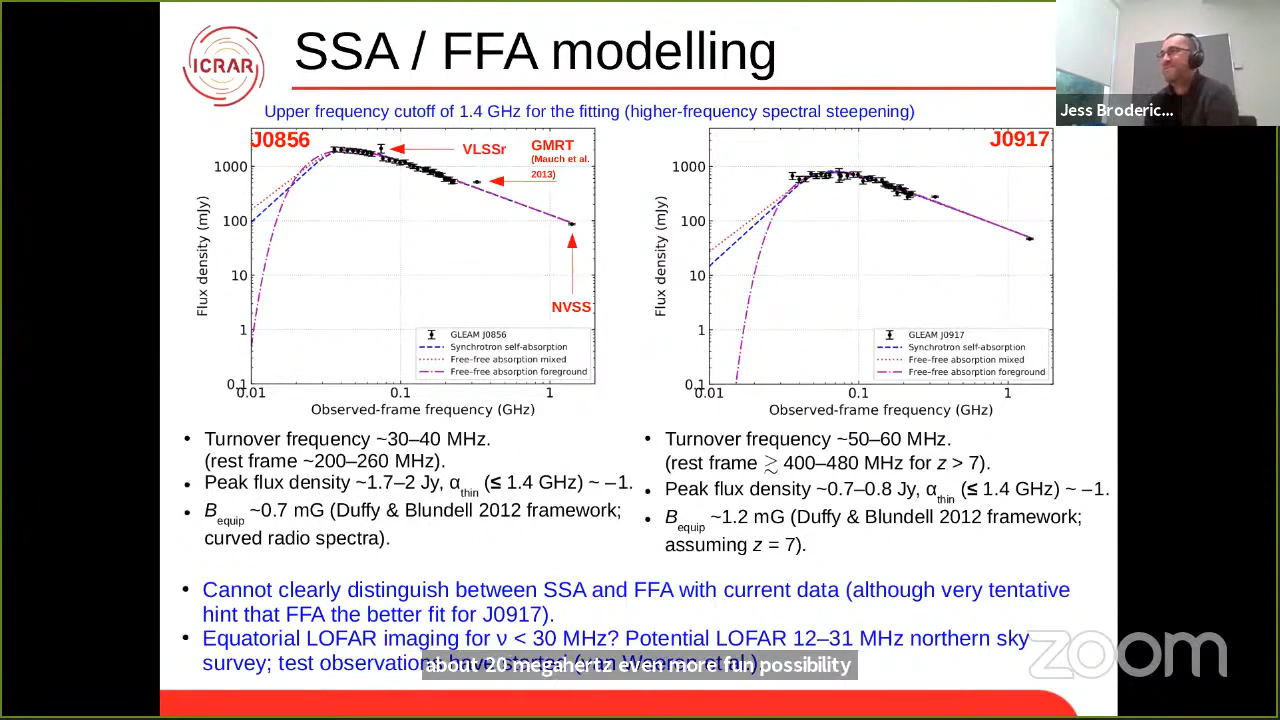 ICRAR
SSA / FFA modelling
Jess Broderic...
Upper frequency cutoff of 1.4 GHz for the fitting (higher-frequency spectral steepening)
J0856
VLSSr
GMRT
(Mauch et al.
2013)
NVSS
1000
100
10
1
0.1
Flux density (mJy)
GLEAM J0856
Synchrotron self-absorption
Free–free absorption mixed
Free–free absorption foreground
0.01
0.1
1
Observed-frame frequency (GHz)
J0917
1000
100
10
1
0.1
Flux density (mJy)
GLEAM J0917
Synchrotron self-absorption
Free–free absorption mixed
Free–free absorption foreground
0.01
0.1
1
Observed-frame frequency (GHz)
• Turnover frequency ~30–40 MHz.
(rest frame ~200–260 MHz).
• Peak flux density ~1.7–2 Jy, αthin (≤ 1.4 GHz) ~ –1.
• Bequip ~0.7 mG (Duffy & Blundell 2012 framework;
curved radio spectra).
• Turnover frequency ~50–60 MHz.
(rest frame ≳ 400–480 MHz for z > 7).
• Peak flux density ~0.7–0.8 Jy, αthin (≤ 1.4 GHz) ~ –1.
• Bequip ~1.2 mG (Duffy & Blundell 2012 framework;
assuming z = 7).
• Cannot clearly distinguish between SSA and FFA with current data (although very tentative
hint that FFA the better fit for J0917).
• Equatorial LOFAR imaging for ν < 30 MHz? Potential LOFAR 12–31 MHz northern sky
survey; test observation
about 20 megahertz even more fun possibility
zoom